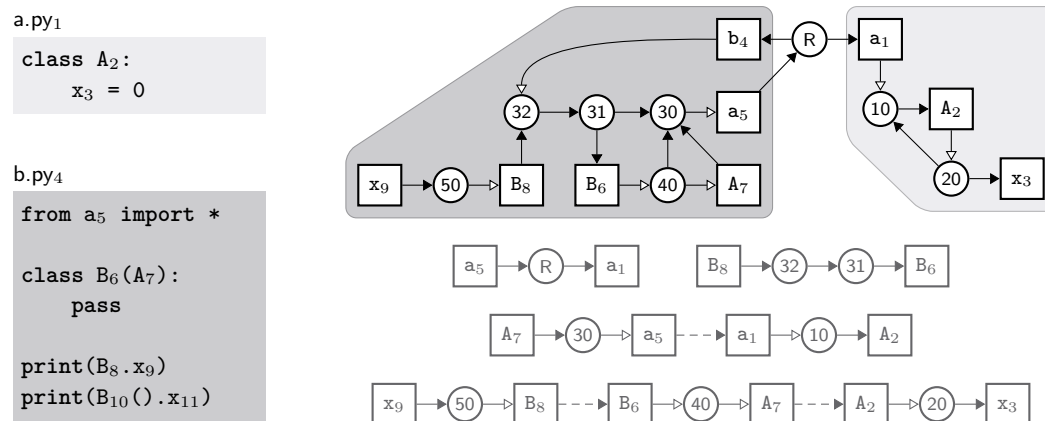 a.py₁
class A₂:
x₃ = 0
b.py₄
from a₅ import *
class B₆(A₇):
pass
print(B₈.x₉)
print(B₁₀().x₁₁)
b₄ R a₁
32 31 30 a₅ 10 A₂
x₉ 50 B₈ B₆ 40 A₇ 20 x₃
a₅ R a₁ B₈ 32 31 B₆
A₇ 30 a₅ a₁ 10 A₂
x₉ 50 B₈ B₆ 40 A₇ A₂ 20 x₃